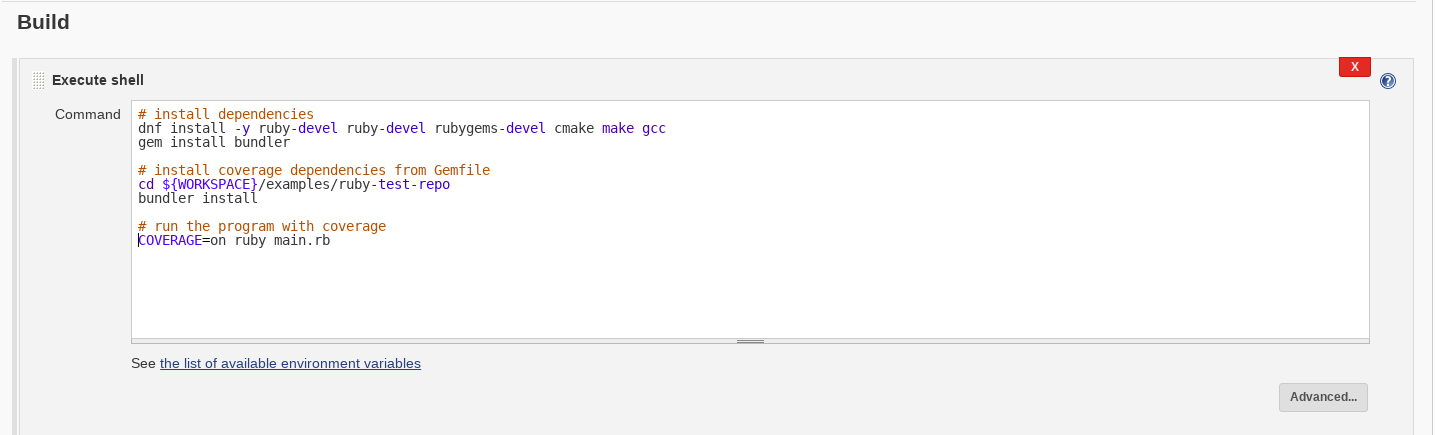 Build
X
Execute shell
?
Command
# install dependencies
dnf install -y ruby-devel ruby-devel rubygems-devel cmake make gcc
gem install bundler
# install coverage dependencies from Gemfile
cd ${WORKSPACE}/examples/ruby-test-repo
bundler install
# run the program with coverage
COVERAGE=on ruby main.rb
See the list of available environment variables
Advanced...